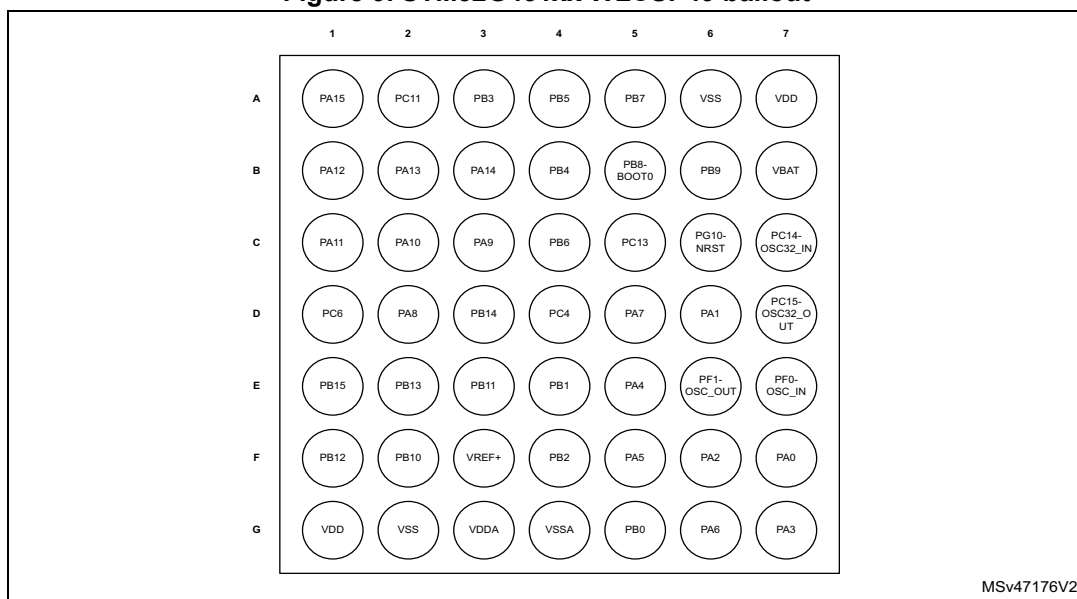 1 2 3 4 5 6 7
A PA15 PC11 PB3 PB5 PB7 VSS VDD
B PA12 PA13 PA14 PB4 PB8-
BOOT0 PB9 VBAT
C PA11 PA10 PA9 PB6 PC13 PG10-
NRST PC14-
OSC32_IN
D PC6 PA8 PB14 PC4 PA7 PA1 PC15-
OSC32_O
UT
E PB15 PB13 PB11 PB1 PA4 PF1-
OSC_OUT PF0-
OSC_IN
F PB12 PB10 VREF+ PB2 PA5 PA2 PA0
G VDD VSS VDDA VSSA PB0 PA6 PA3
MSv47176V2